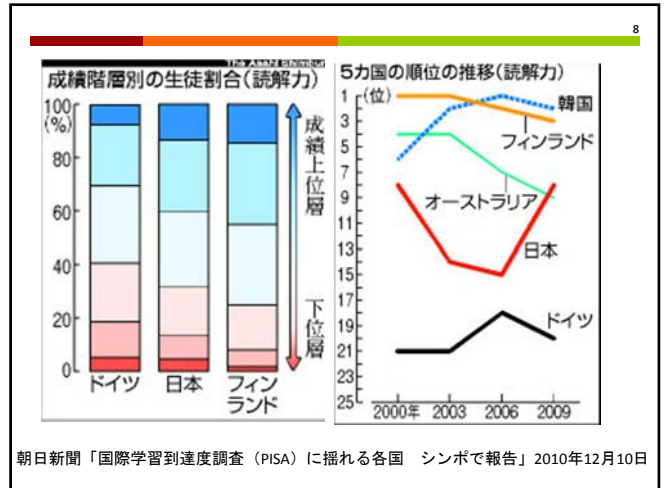 8
The Asahi Shimbun
成績階層別の生徒割合(読解力)
100
(%)
80
60
40
20
0
ドイツ
日本
フィン
ランド
成績上位層
下位層
5カ国の順位の推移(読解力)
(位)
1
3
5
7
9
11
13
15
19
21
23
25
韓国
フィンランド
オーストラリア
日本
ドイツ
2000年 2003 2006 2009
朝日新聞「国際学習到達度調査（PISA）に揺れる各国 シンポで報告」2010年12月10日